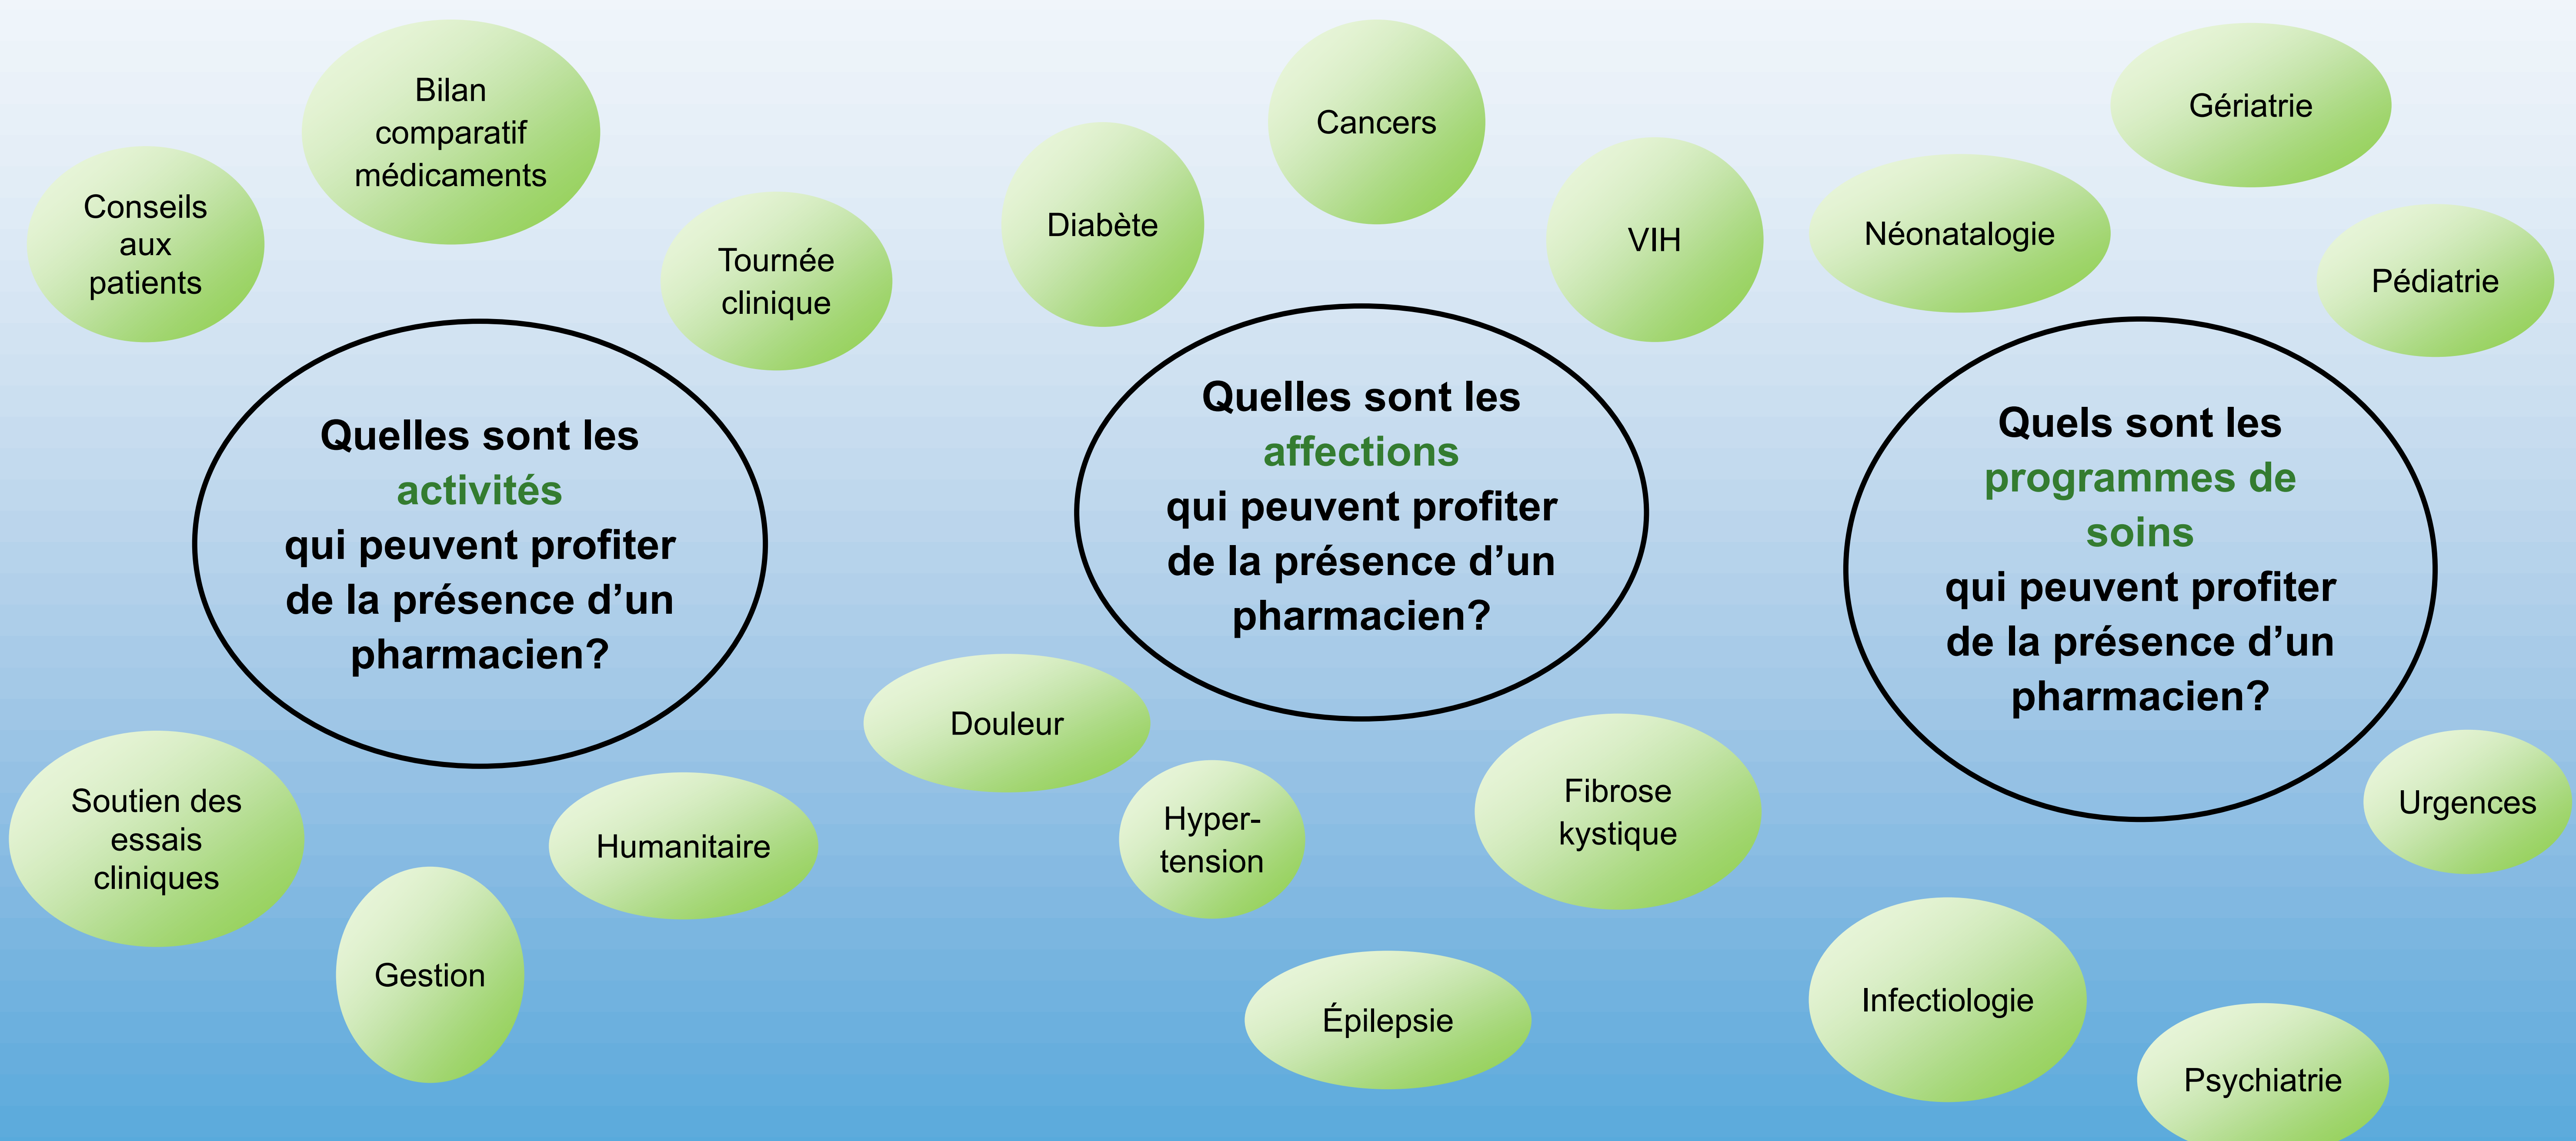 Conseils
aux
patients
Bilan
comparatif
médicaments
Tournée
clinique
Quelles sont les
activités
qui peuvent profiter
de la présence d’un
pharmacien?
Soutien des
essais
cliniques
Gestion
Humanitaire
Diabète
Cancers
VIH
Quelles sont les
affections
qui peuvent profiter
de la présence d’un
pharmacien?
Douleur
Hyper-
tension
Fibrose
kystique
Épilepsie
Néonatalogie
Gériatrie
Pédiatrie
Quels sont les
programmes de
soins
qui peuvent profiter
de la présence d’un
pharmacien?
Urgences
Infectiologie
Psychiatrie